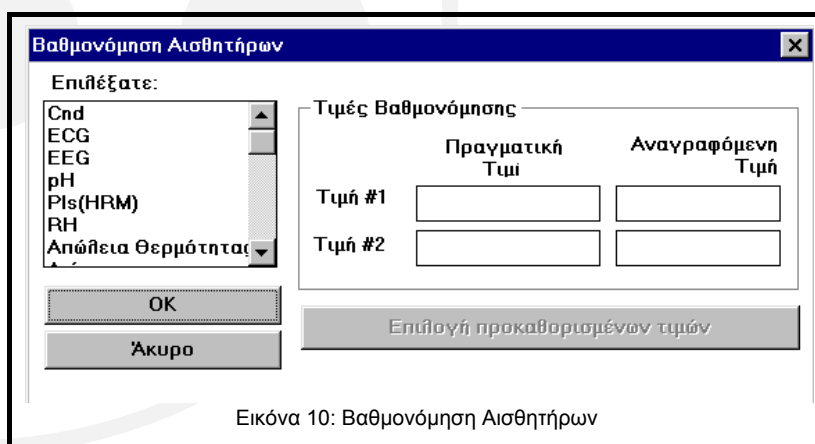 Βαθμονόμηση Αισθητήρων
Επιλέξατε:
Cnd
ECG
EEG
pH
Pls(HRM)
RH
Απώλεια Θερμότητας
OK
Άκυρο
Τιμές Βαθμονόμησης
Πραγματική
Τιμί
Αναγραφόμενη
Τιμή
Τιμή #1
Τιμή #2
Επιλογή προκαθορισμένων τιμών
Εικόνα 10: Βαθμονόμηση Αισθητήρων